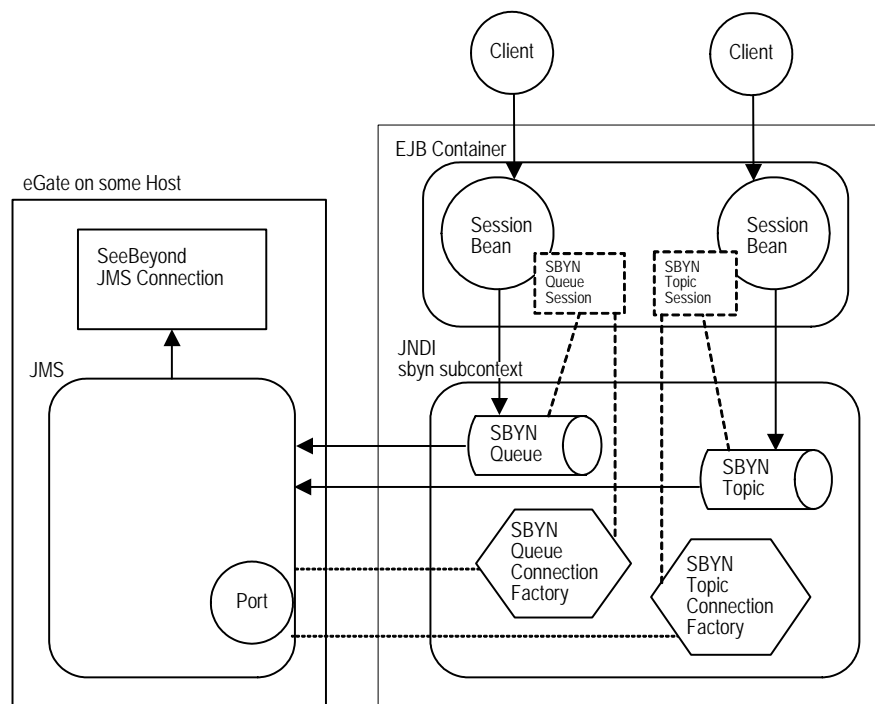 Client
Client
EJB Container
eGate on some Host
Session
Bean
Session
Bean
SeeBeyond
JMS Connection
SBYN
Queue
Session
SBYN
Topic
Session
JNDI
sbyn subcontext
JMS
SBYN
Queue
SBYN
Topic
SBYN
Queue
Connection
Factory
SBYN
Topic
Connection
Factory
Port